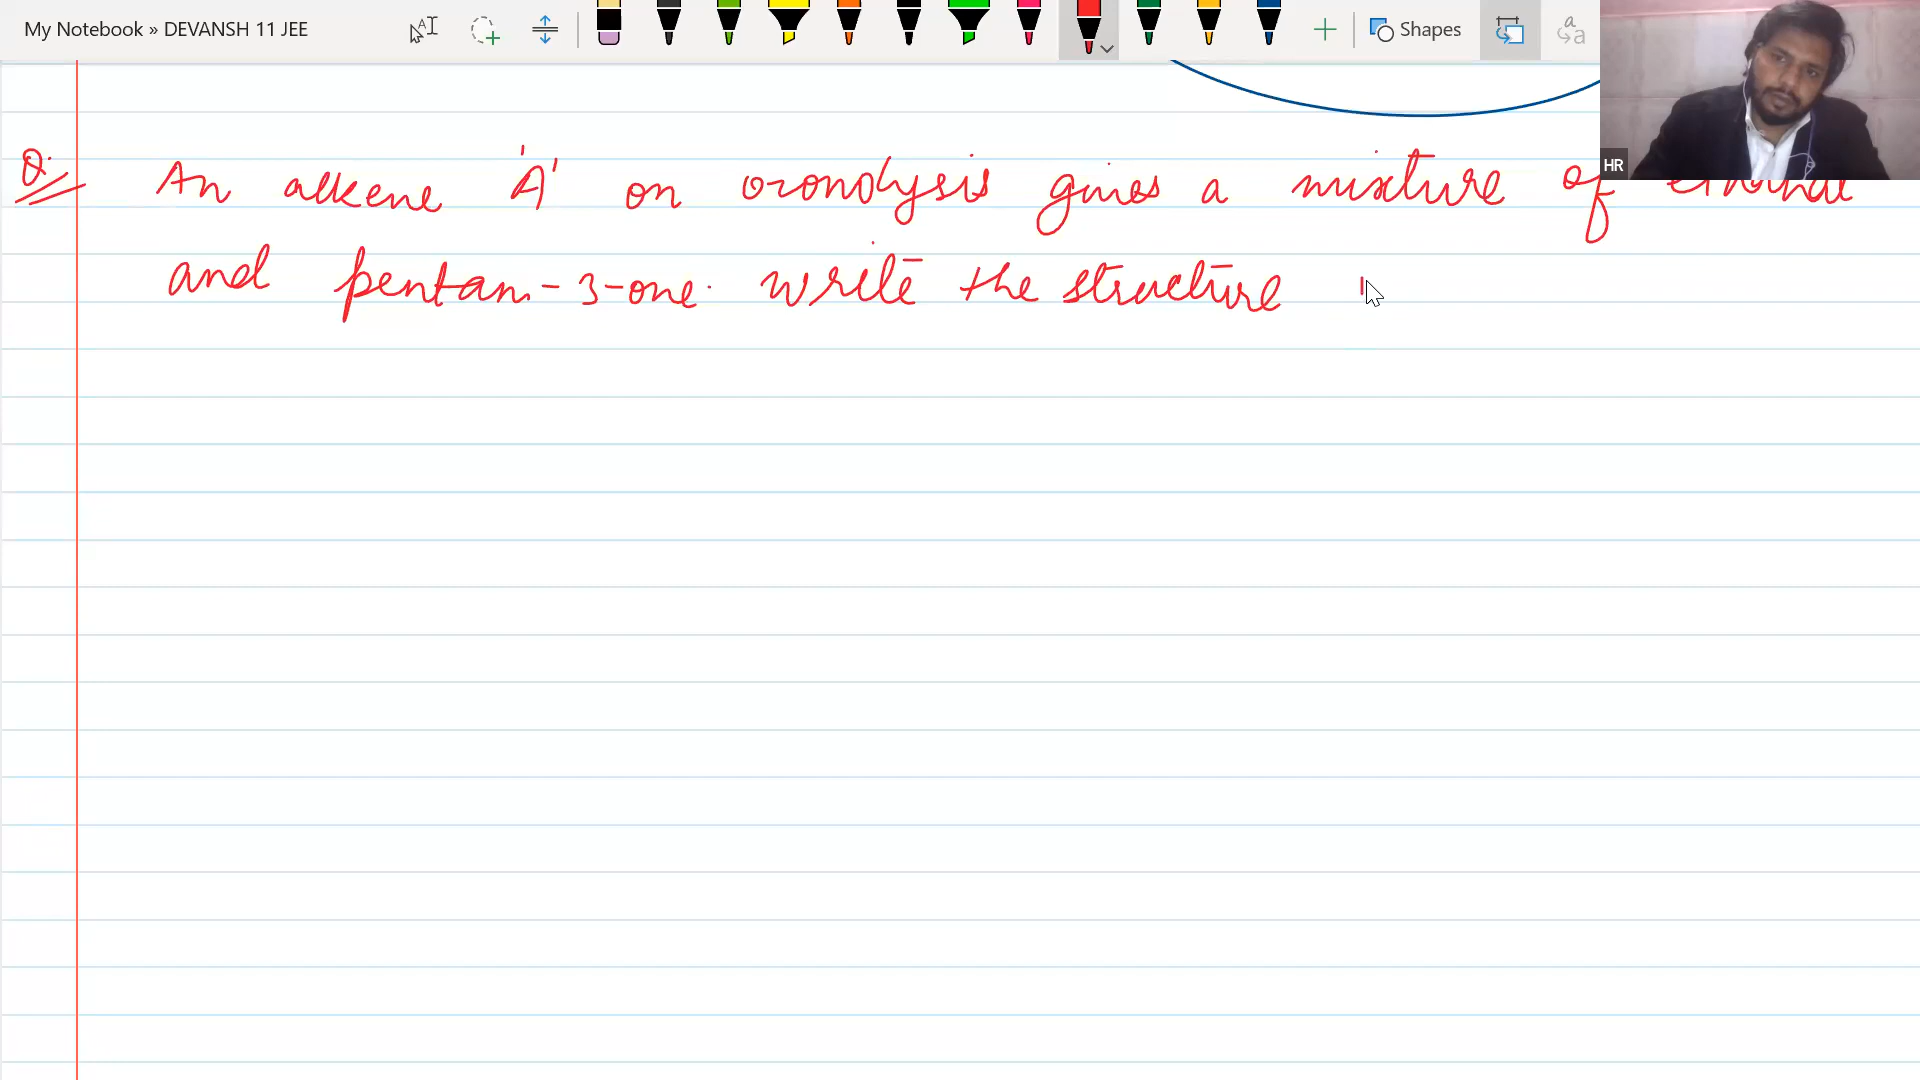 My Notebook » DEVANSH 11 JEE
Shapes
HR
Q. An alkene 'A' on ozonolysis gives a mixture of
and pentan-3-one. write the structure